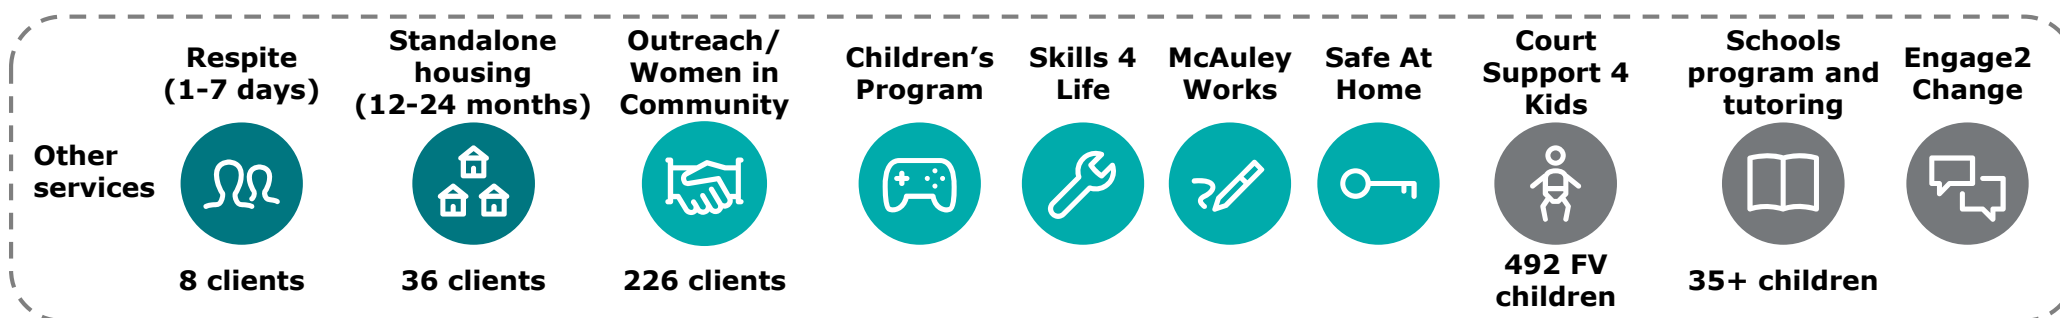 Other
services
Respite
(1-7 days)
8 clients
Standalone
housing
(12-24 months)
36 clients
Outreach/
Women in
Community
226 clients
Children’s
Program
Skills 4
Life
McAuley
Works
Safe At
Home
Court
Support 4
Kids
492 FV
children
Schools
program and
tutoring
35+ children
Engage2
Change